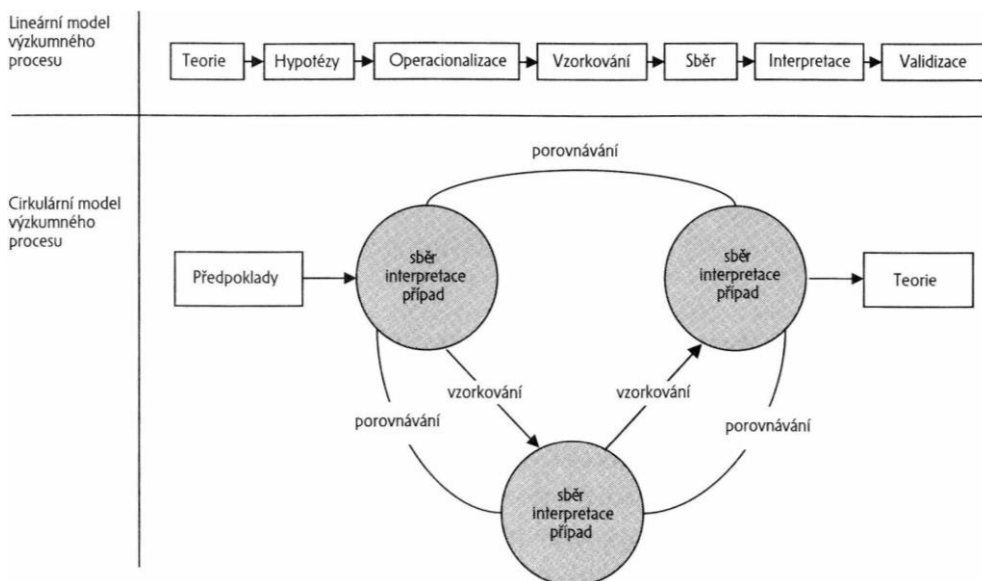 Lineární model
výzkumného
procesu
Teorie
Hypotézy
Operacionalizace
Vzorkování
Sběr
Interpretace
Validizace
Cirkulární model
výzkumného
procesu
porovnávání
Předpoklady
sběr
interpretace
případ
sběr
interpretace
případ
Teorie
vzorkování
vzorkování
porovnávání
porovnávání
sběr
interpretace
případ